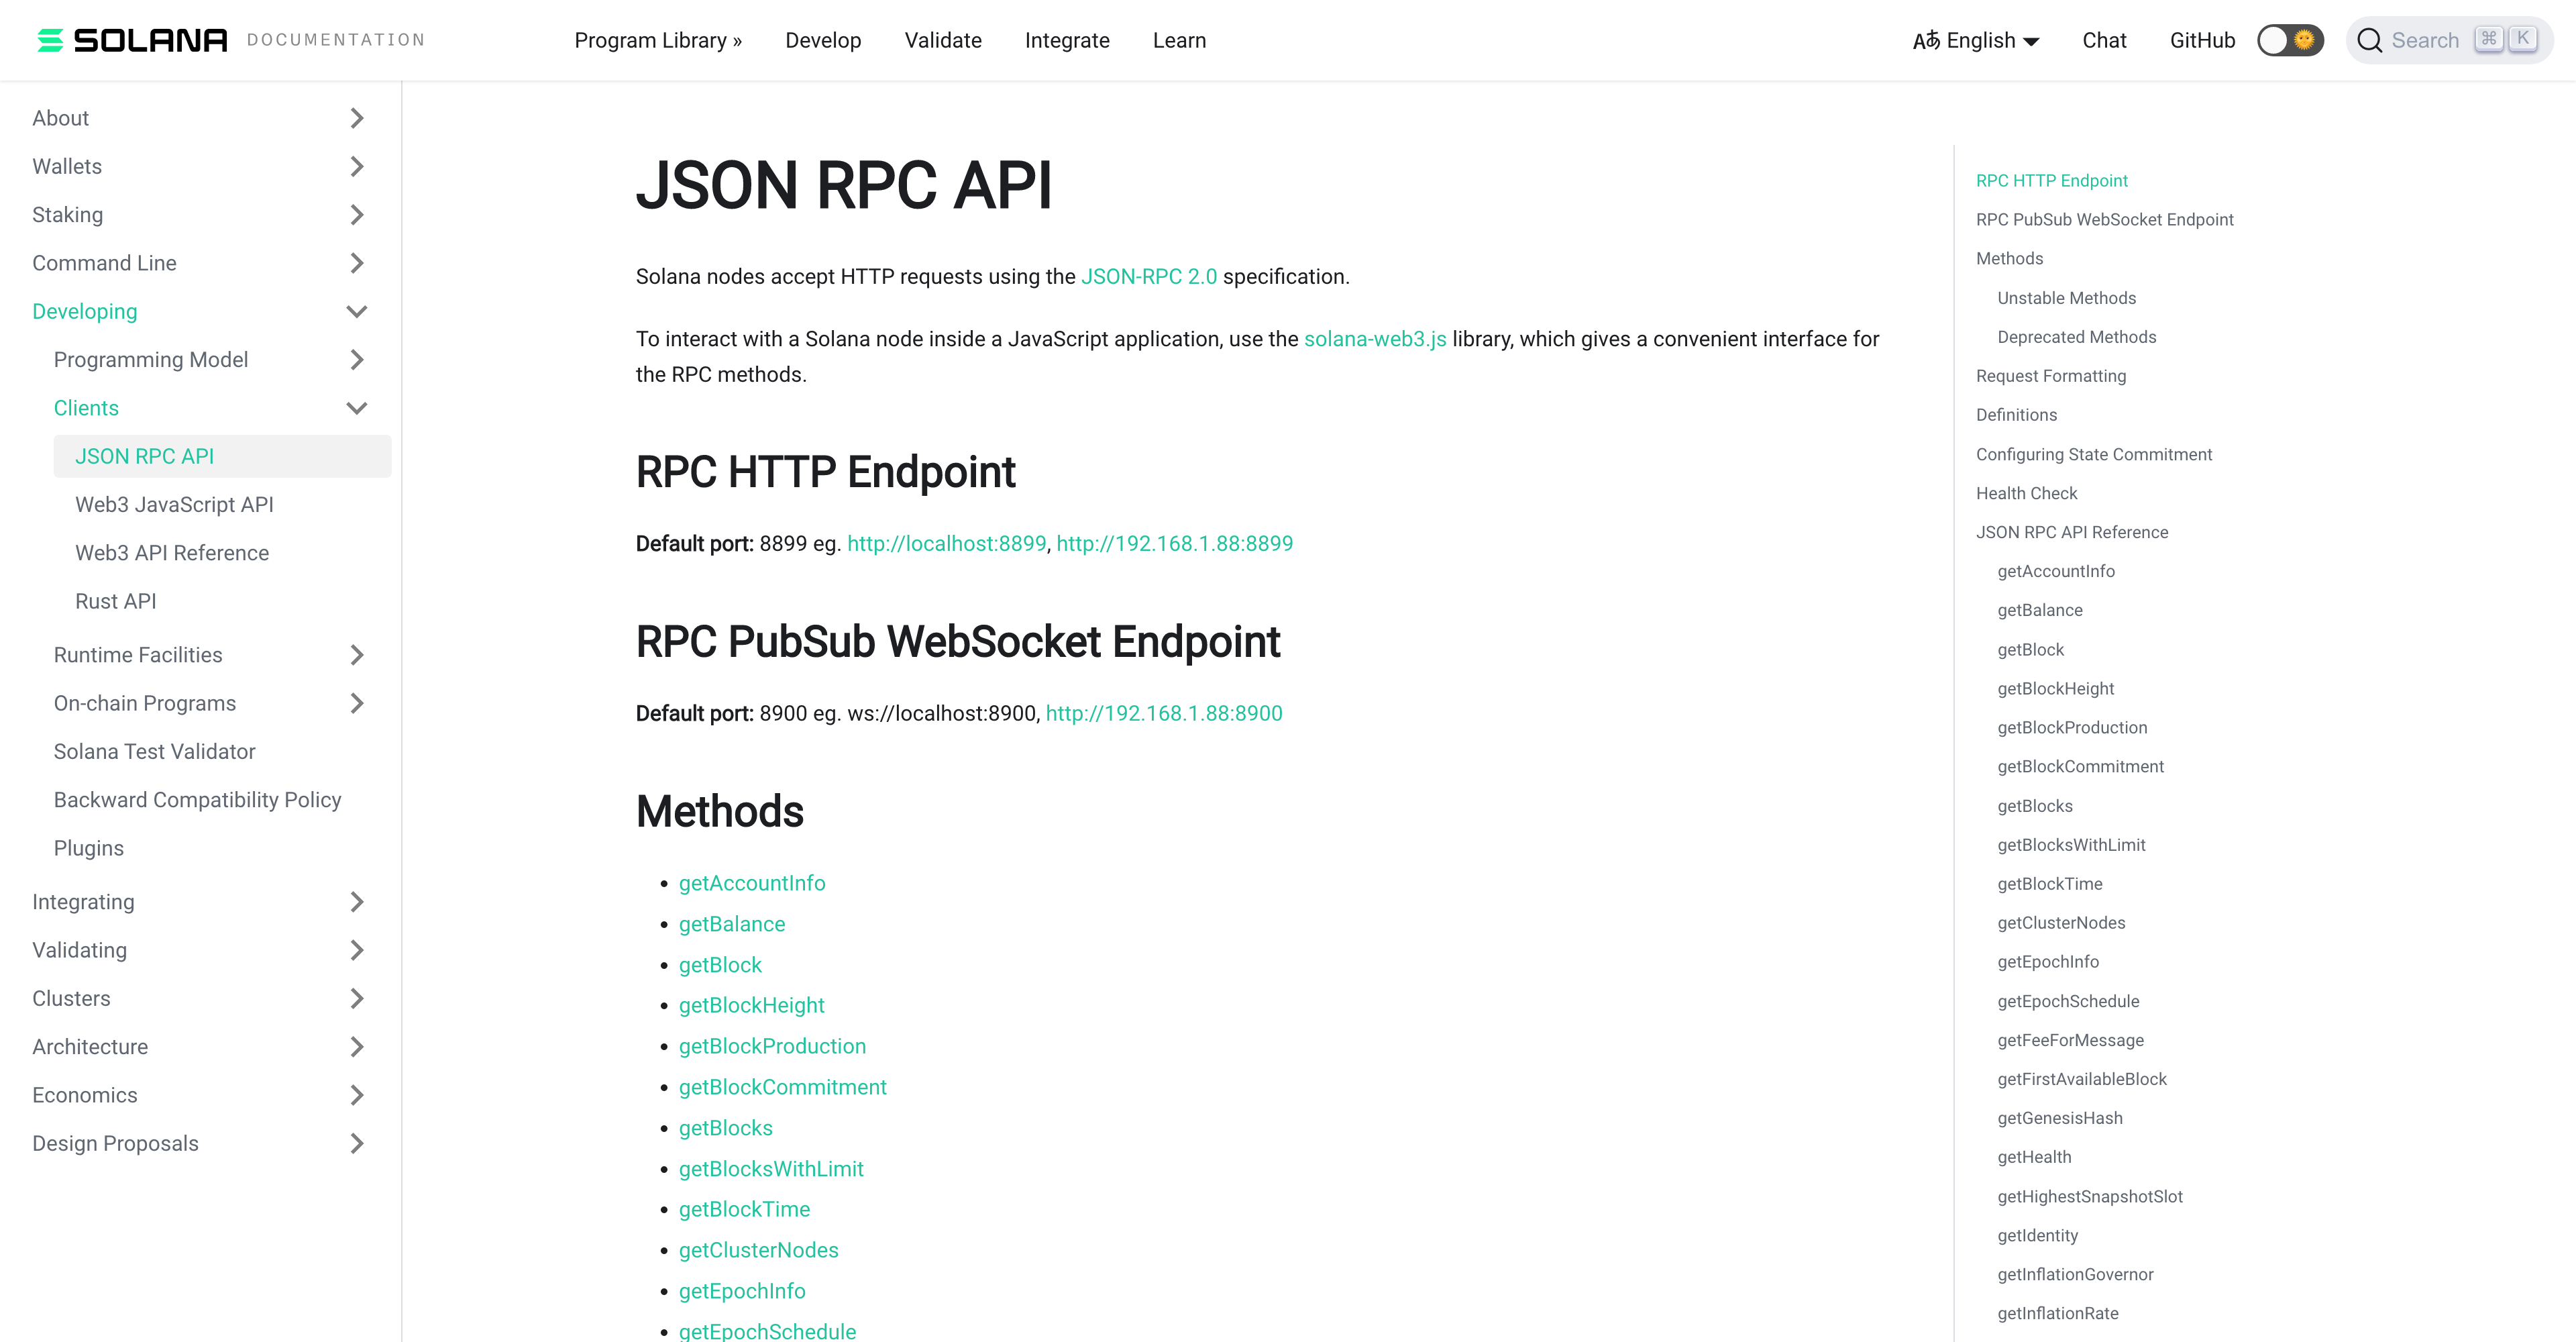 SOLANA DOCUMENTATION
Program Library »
Develop
Validate
Integrate
Learn
English
Chat
GitHub
Search ⌘ K
About
Wallets
Staking
Command Line
Developing
Programming Model
Clients
JSON RPC API
Web3 JavaScript API
Web3 API Reference
Rust API
Runtime Facilities
On-chain Programs
Solana Test Validator
Backward Compatibility Policy
Plugins
Integrating
Validating
Clusters
Architecture
Economics
Design Proposals
JSON RPC API
Solana nodes accept HTTP requests using the JSON-RPC 2.0 specification.
To interact with a Solana node inside a JavaScript application, use the solana-web3.js library, which gives a convenient interface for
the RPC methods.
RPC HTTP Endpoint
Default port: 8899 eg. http://localhost:8899, http://192.168.1.88:8899
RPC PubSub WebSocket Endpoint
Default port: 8900 eg. ws://localhost:8900, http://192.168.1.88:8900
Methods
• getAccountInfo
• getBalance
• getBlock
• getBlockHeight
• getBlockProduction
• getBlockCommitment
• getBlocks
• getBlocksWithLimit
• getBlockTime
• getClusterNodes
• getEpochInfo
• getEpochSchedule
RPC HTTP Endpoint
RPC PubSub WebSocket Endpoint
Methods
Unstable Methods
Deprecated Methods
Request Formatting
Definitions
Configuring State Commitment
Health Check
JSON RPC API Reference
getAccountInfo
getBalance
getBlock
getBlockHeight
getBlockProduction
getBlockCommitment
getBlocks
getBlocksWithLimit
getBlockTime
getClusterNodes
getEpochInfo
getEpochSchedule
getFeeForMessage
getFirstAvailableBlock
getGenesisHash
getHealth
getHighestSnapshotSlot
getIdentity
getInflationGovernor
getInflationRate